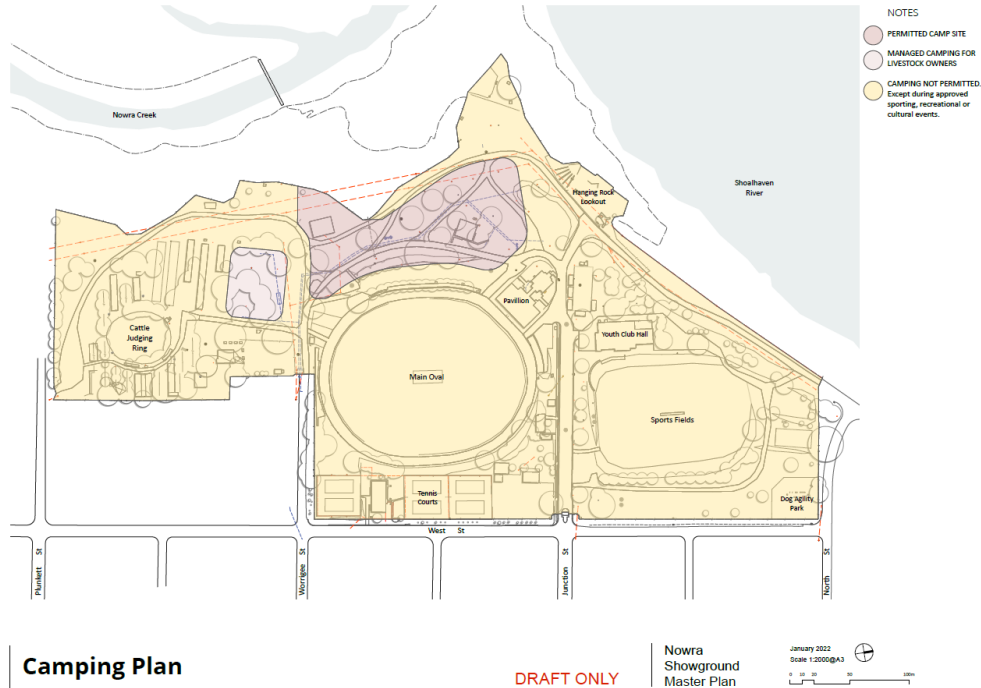 NOTES
PERMITTED CAMP SITE
MANAGED CAMPING FOR
LIVESTOCK OWNERS
CAMPING NOT PERMITTED.
Except during approved
sporting, recreational or
cultural events.
Nowra Creek
Shoalhaven
River
Hanging Rock
Lookout
Pavillion
Cattle
Judging
Ring
Youth Club Hall
Main Oval
Sports Fields
Tennis
Courts
Dog Agility
Park
West St
Plunkett St
Worrigee St
Junction St
North St
Camping Plan
DRAFT ONLY
Nowra
Showground
Master Plan
January 2022
Scale 1:2000@A3
0 10 20 50 100m